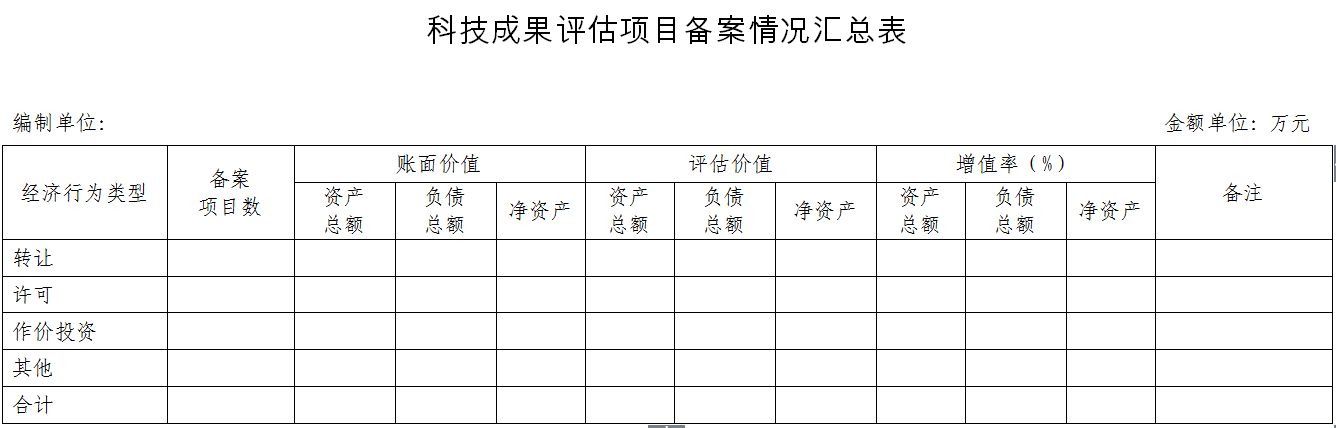 科技成果评估项目备案情况汇总表
编制单位：
金额单位：万元
经济行为类型
备案
项目数
账面价值
评估价值
增值率（%）
备注
资产
总额
负债
总额
净资产
资产
总额
负债
总额
净资产
资产
总额
负债
总额
净资产
转让
许可
作价投资
其他
合计